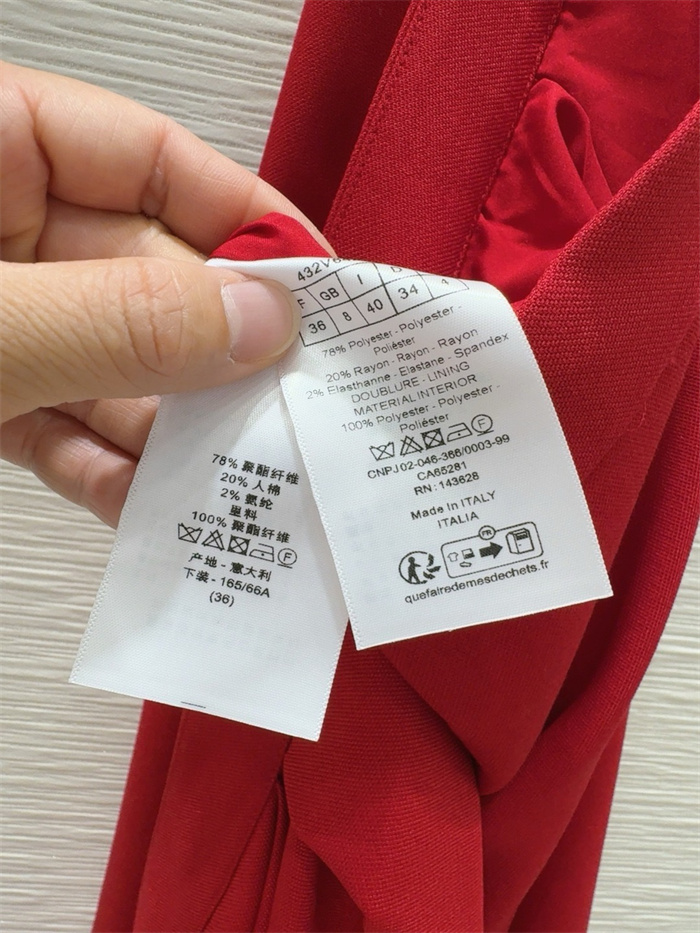 432V
F GB I
36 8 40 34 4
78% Polyester - Polyester -
Poliéster
20% Rayon - Rayon - Rayon
2% Elasthanne - Elastane - Spandex
DOUBLURE - LINING
MATERIAL INTERIOR
100% Polyester - Polyester -
Poliéster
CNPJ 02-046-366/0003-99
CA65281
RN: 143628
Made in ITALY
ITALIA
FR
quefairedemesdechets.fr
78% 聚酯纤维
20% 人棉
2% 氨纶
里料
100% 聚酯纤维
F
产地 - 意大利
下装 - 165/66A
(36)